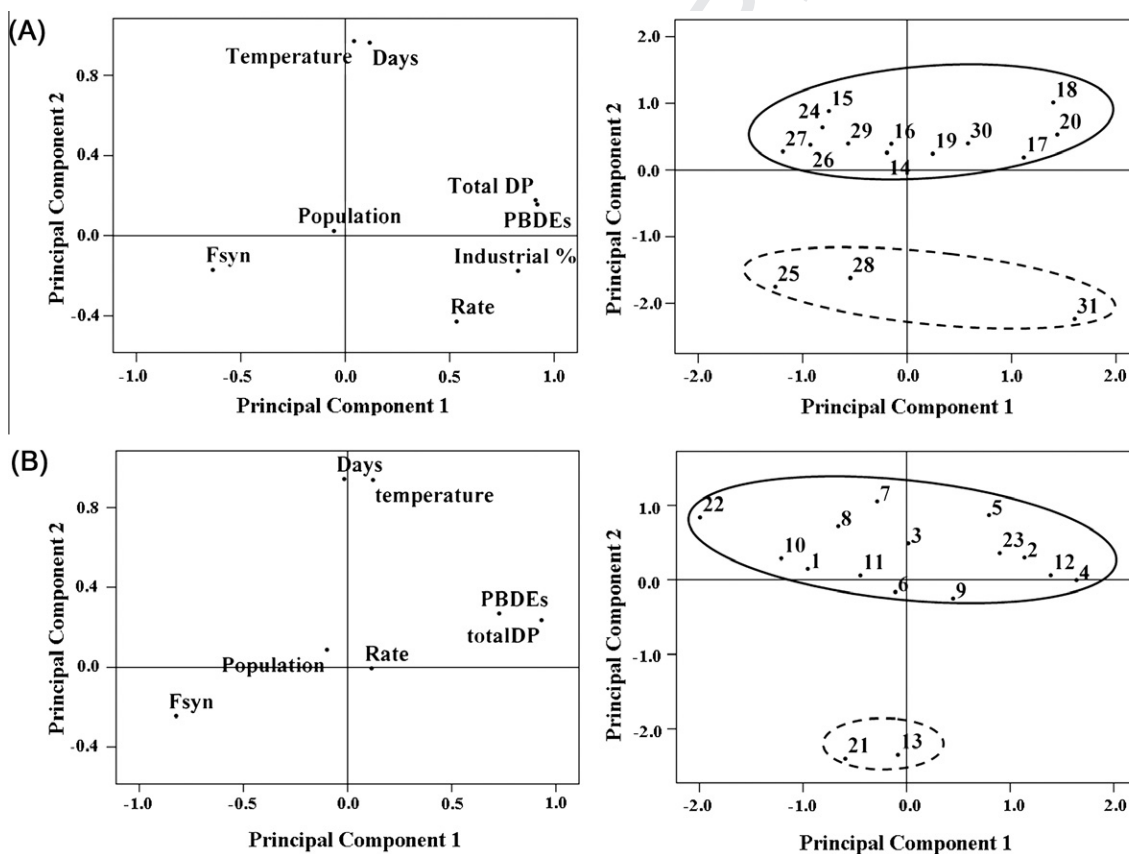 (A)
Principal Component 2
0.8
0.4
0.0
-0.4
Temperature
Days
Total DP
PBDEs
Population
Fsyn
Industrial %
Rate
-1.0 -0.5 0.0 0.5 1.0
Principal Component 1
Principal Component 2
2.0
1.0
0.0
-1.0
-2.0
18
15
24
20
29 16 30
27 19 17
26 14
28
25
31
-2.0 -1.0 0.0 1.0 2.0
Principal Component 1
(B)
Principal Component 2
0.8
0.4
0.0
-0.4
Days
temperature
PBDEs
totalDP
Population
Rate
Fsyn
-1.0 -0.5 0.0 0.5 1.0
Principal Component 1
Principal Component 2
1.0
0.0
-1.0
-2.0
22 7 5
8
3 23 2
10 1 11 12 4
6 9
21 13
-2.0 -1.0 0.0 1.0 2.0
Principal Component 1